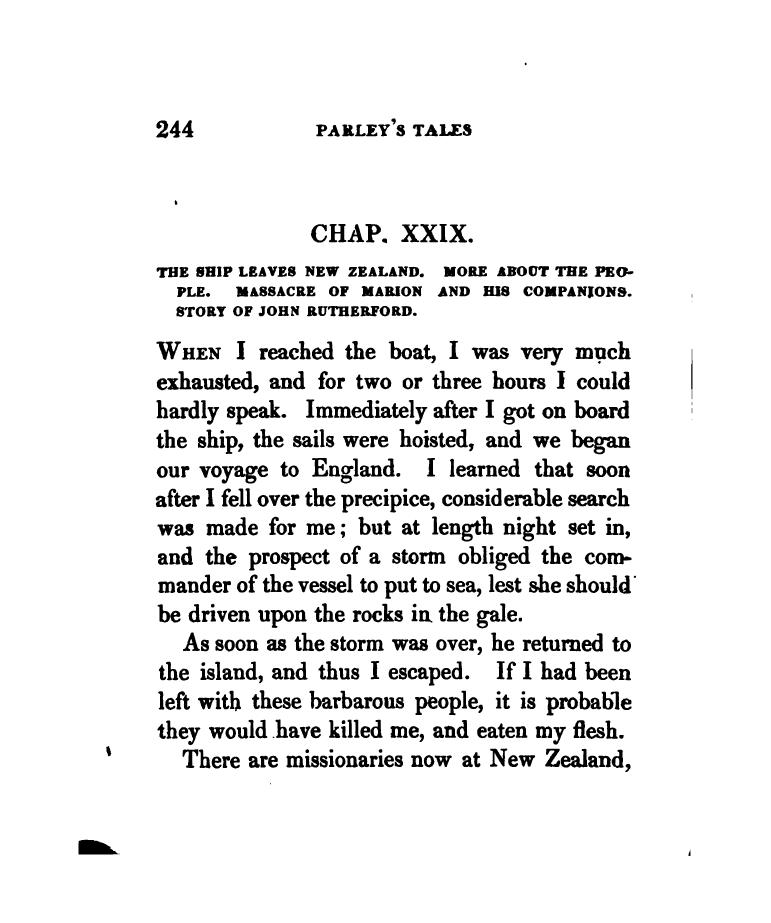 244 PARLEY'S TALES
CHAP. XXIX.
THE SHIP LEAVES NEW ZEALAND. MORE ABOUT THE PEO-
PLE. MASSACRE OF MARION AND HIS COMPANIONS.
STORY OF JOHN RUTHERFORD.
WHEN I reached the boat, I was very much
exhausted, and for two or three hours I could
hardly speak. Immediately after I got on board
the ship, the sails were hoisted, and we began
our voyage to England. I learned that soon
after I fell over the precipice, considerable search
was made for me; but at length night set in,
and the prospect of a storm obliged the com-
mander of the vessel to put to sea, lest she should
be driven upon the rocks in the gale.
As soon as the storm was over, he returned to
the island, and thus I escaped. If I had been
left with these barbarous people, it is probable
they would have killed me, and eaten my flesh.
There are missionaries now at New Zealand,